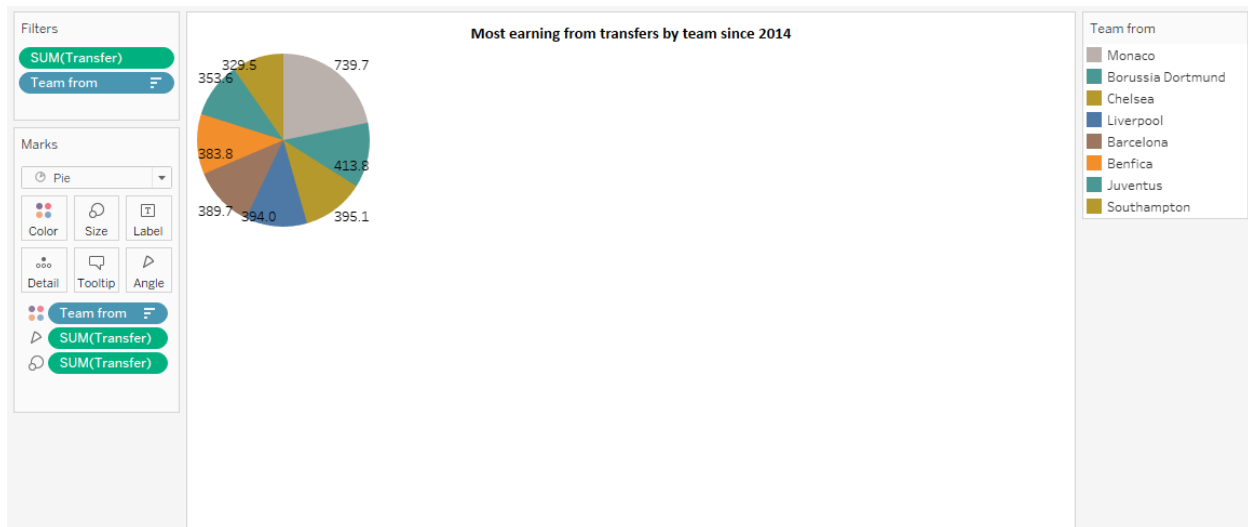 Filters
SUM(Transfer)
Team from
Marks
Pie
Color
Size
Label
Detail
Tooltip
Angle
Team from
SUM(Transfer)
SUM(Transfer)
Most earning from transfers by team since 2014
329.5
739.7
353.6
383.8
413.8
389.7
394.0
395.1
Team from
Monaco
Borussia Dortmund
Chelsea
Liverpool
Barcelona
Benfica
Juventus
Southampton